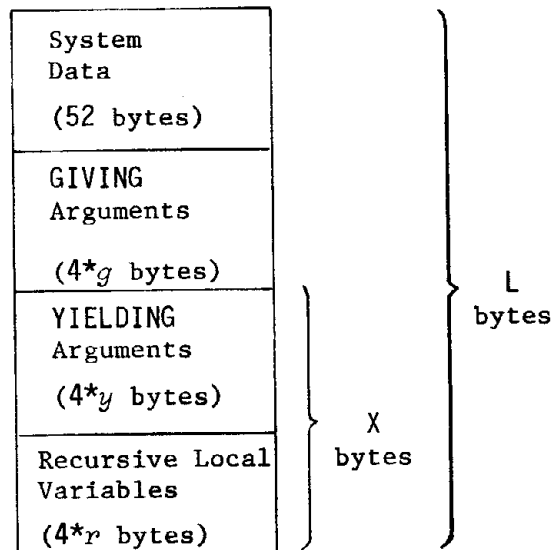 System
Data
(52 bytes)
GIVING
Arguments
(4*g bytes)
YIELDING
Arguments
(4*y bytes)
Recursive Local
Variables
(4*r bytes)
X
bytes
L
bytes